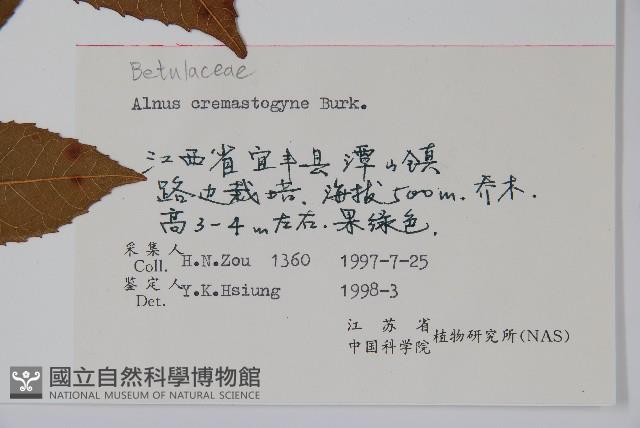 Betulaceae
Alnus cremastogyne Burk.
江西省宜丰县潭山鎮
路边栽培. 海拔500m. 乔木.
高3-4m左右. 果绿色.
采集人 Coll. H.N.Zou 1360 1997-7-25
鉴定人 Det. Y.K.Hsiung 1998-3
江苏省
中国科学院 植物研究所(NAS)
國立自然科學博物館
NATIONAL MUSEUM OF NATURAL SCIENCE